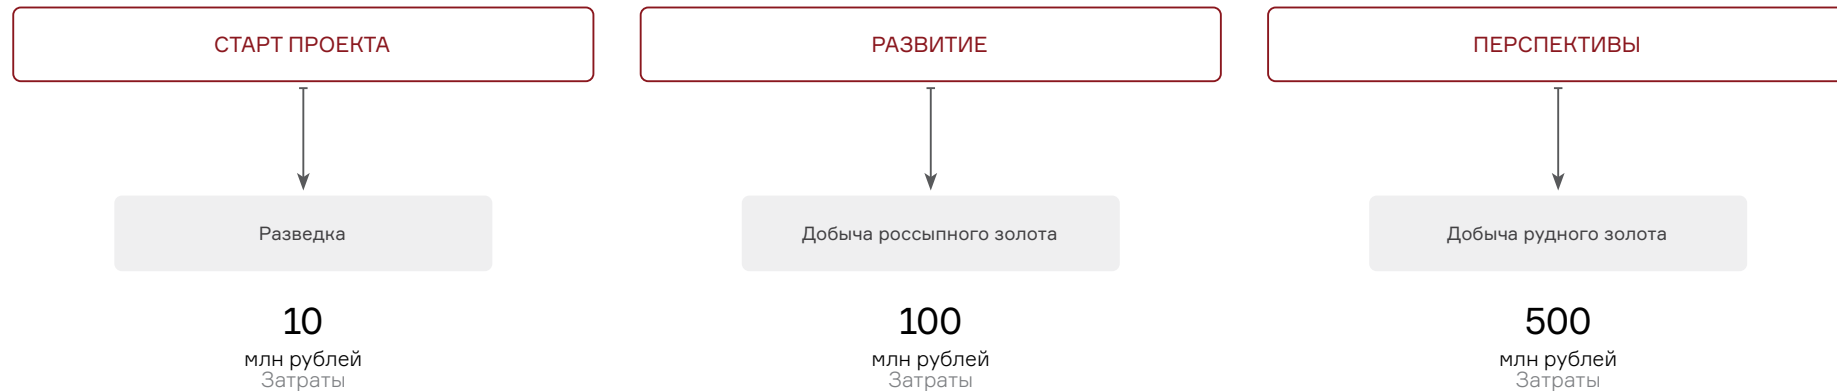 СТАРТ ПРОЕКТА
РАЗВИТИЕ
ПЕРСПЕКТИВЫ
Разведка
Добыча россыпного золота
Добыча рудного золота
10
млн рублей
Затраты
100
млн рублей
Затраты
500
млн рублей
Затраты